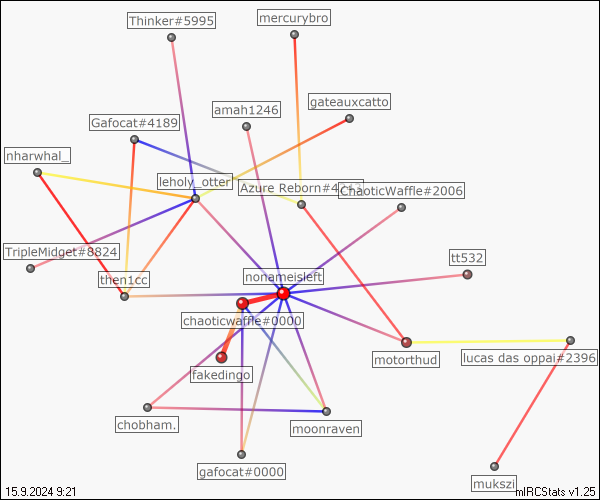 Thinker#5995
mercurybro
gateauxcatto
amah1246
Gafocat#4189
nharwhal_
leholy_otter
Azure Reborn#4
ChaoticWaffle#2006
TripleMidget#8824
tt532
then1cc
nonameisleft
chaoticwaffle#0000
motorthud
lucas das oppai#2396
fakedingo
chobham.
moonraven
gafocat#0000
mukszi
15.9.2024 9:21
mIRCStats v1.25